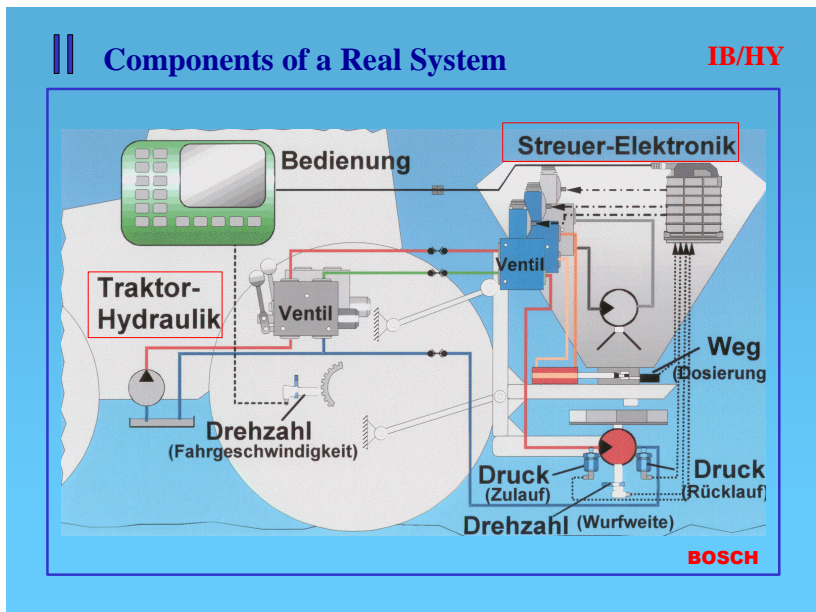 Components of a Real System
IB/HY
Streuer-Elektronik
Bedienung
Ventil
Traktor-
Hydraulik
Ventil
Weg
(Dosierung
Drehzahl
(Fahrgeschwindigkeit)
Druck
(Zulauf)
Druck
(Rücklauf)
Drehzahl (Wurfweite)
BOSCH